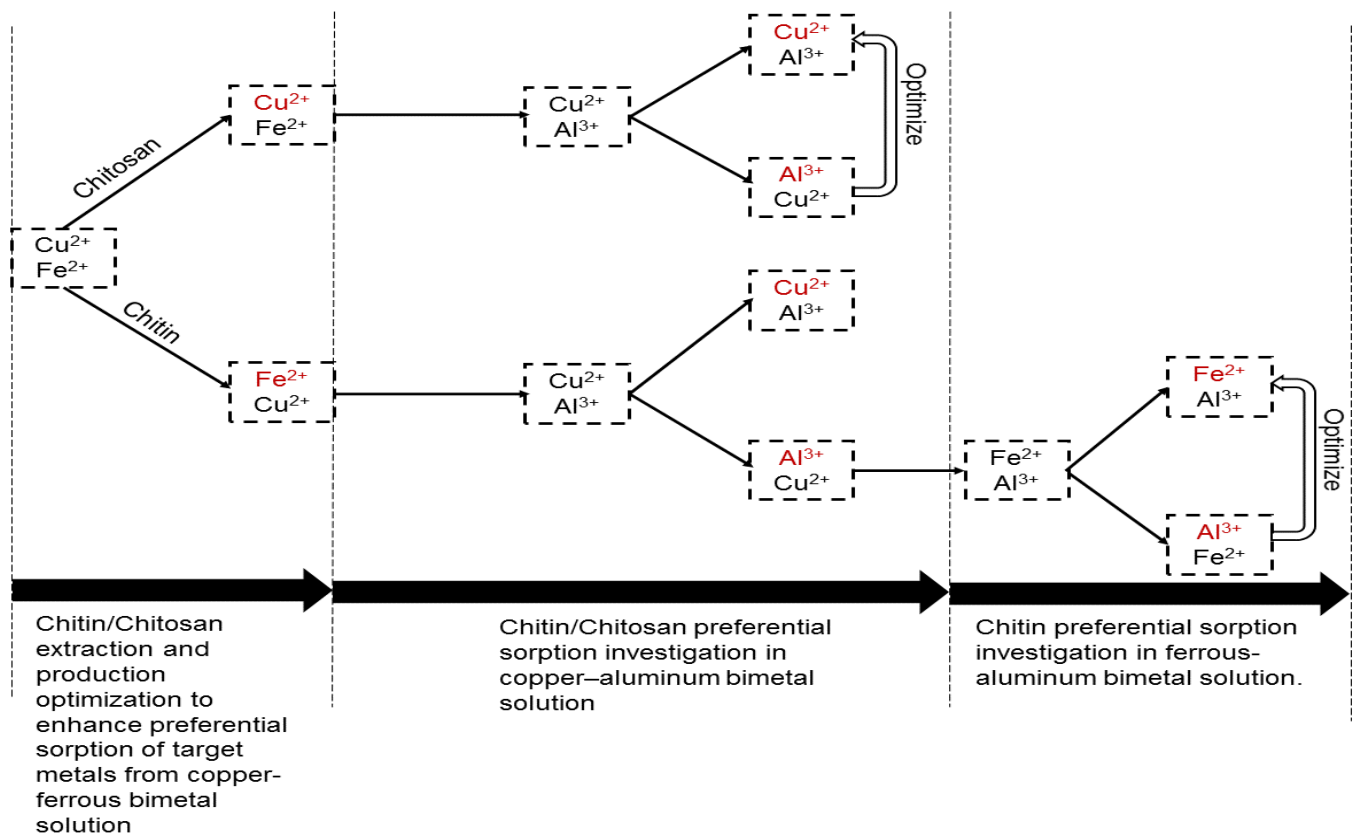 Cu²⁺
Fe²⁺
Chitosan
Chitin
Cu²⁺
Fe²⁺
Fe²⁺
Cu²⁺
Cu²⁺
Al³⁺
Cu²⁺
Al³⁺
Al³⁺
Cu²⁺
Optimize
Cu²⁺
Al³⁺
Cu²⁺
Al³⁺
Al³⁺
Cu²⁺
Fe²⁺
Al³⁺
Fe²⁺
Al³⁺
Al³⁺
Fe²⁺
Optimize
Chitin/Chitosan
extraction and
production
optimization to
enhance preferential
sorption of target
metals from copper-
ferrous bimetal
solution
Chitin/Chitosan preferential
sorption investigation in
copper–aluminum bimetal
solution
Chitin preferential sorption
investigation in ferrous-
aluminum bimetal solution.